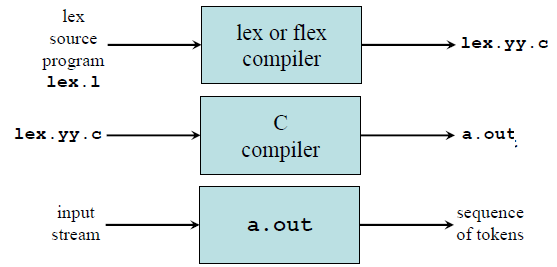 lex
source
program
lex.l
lex or flex
compiler
lex.yy.c
lex.yy.c
C
compiler
a.out
input
stream
a.out
sequence
of tokens